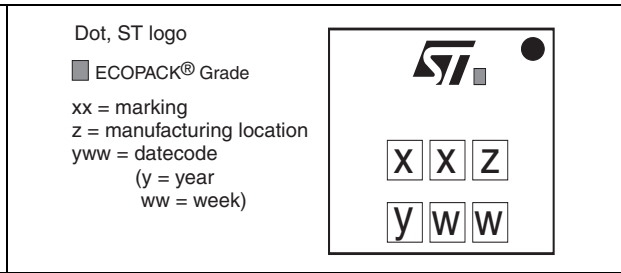 Dot, ST logo
ECOPACK® Grade
xx = marking
z = manufacturing location
yww = datecode
(y = year
ww = week)
ST
x x z
y w w